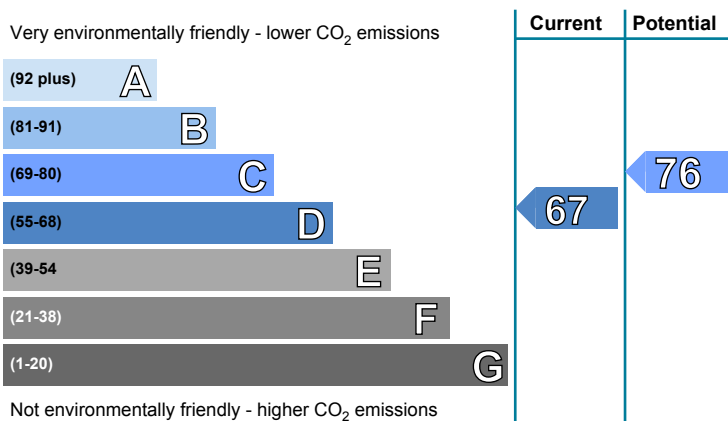 Very environmentally friendly - lower CO₂ emissions
Current
Potential
(92 plus) A
(81-91) B
(69-80) C
(55-68) D
(39-54 E
(21-38) F
(1-20) G
67
76
Not environmentally friendly - higher CO₂ emissions